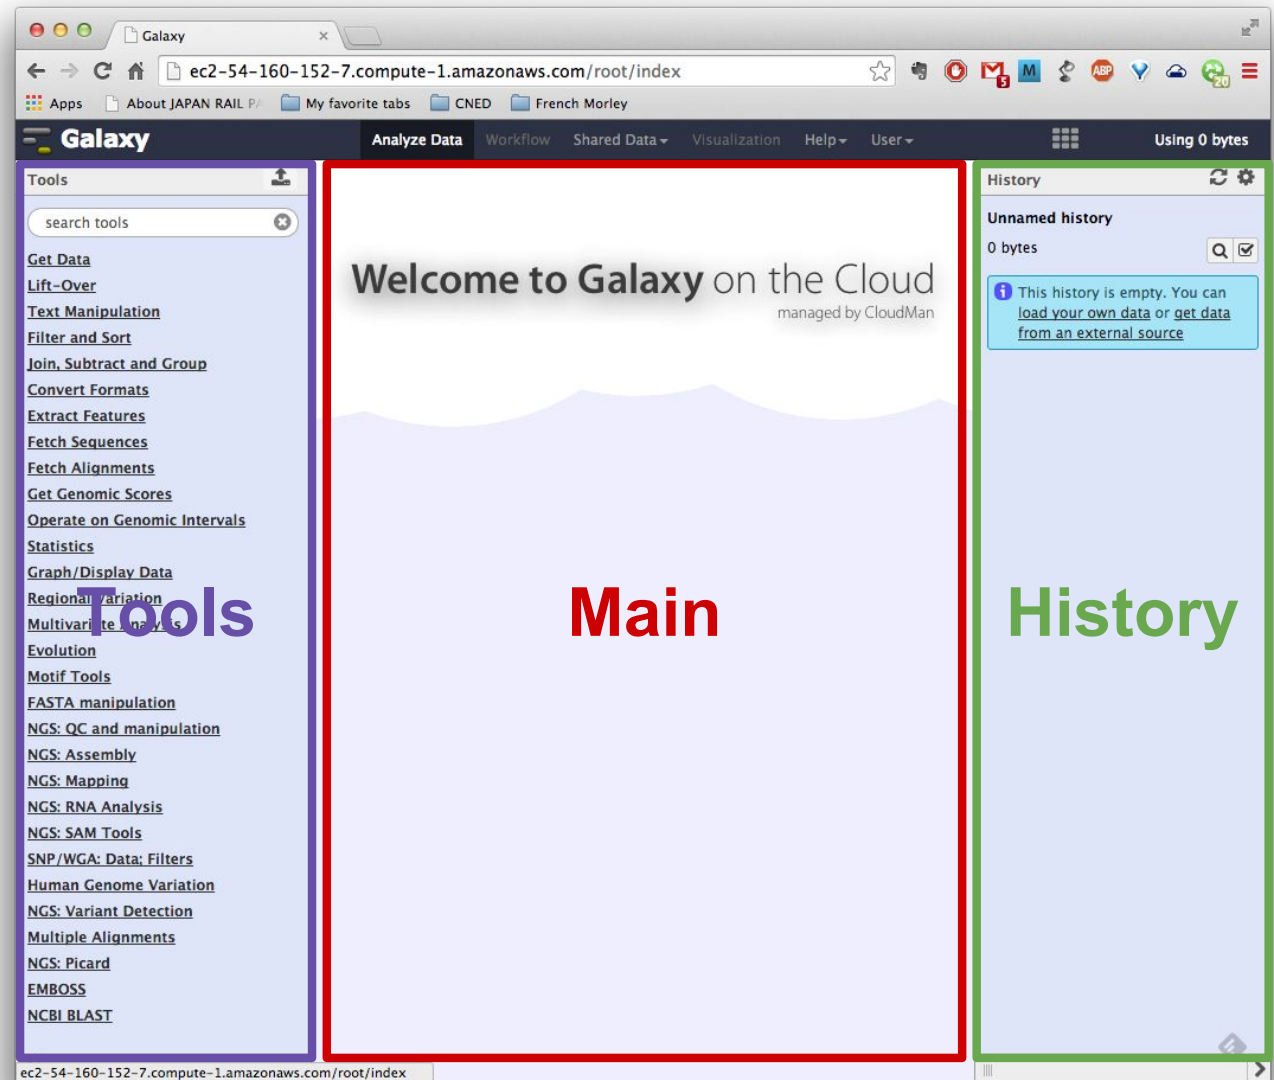 Galaxy
ec2-54-160-152-7.compute-1.amazonaws.com/root/index
5
M
ABP
20
Apps About JAPAN RAIL PA My favorite tabs CNED French Morley
Galaxy Analyze Data Workflow Shared Data Visualization Help User Using 0 bytes
Tools
search tools
Get Data
Lift-Over
Text Manipulation
Filter and Sort
Join, Subtract and Group
Convert Formats
Extract Features
Fetch Sequences
Fetch Alignments
Get Genomic Scores
Operate on Genomic Intervals
Statistics
Graph/Display Data
Regional Variation
Multivariate Analysis
Evolution
Motif Tools
FASTA manipulation
NGS: QC and manipulation
NGS: Assembly
NGS: Mapping
NGS: RNA Analysis
NGS: SAM Tools
SNP/WGA: Data; Filters
Human Genome Variation
NGS: Variant Detection
Multiple Alignments
NGS: Picard
EMBOSS
NCBI BLAST
Tools
Welcome to Galaxy on the Cloud
managed by CloudMan
Main
History
Unnamed history
0 bytes
This history is empty. You can
load your own data or get data
from an external source
History
ec2-54-160-152-7.compute-1.amazonaws.com/root/index